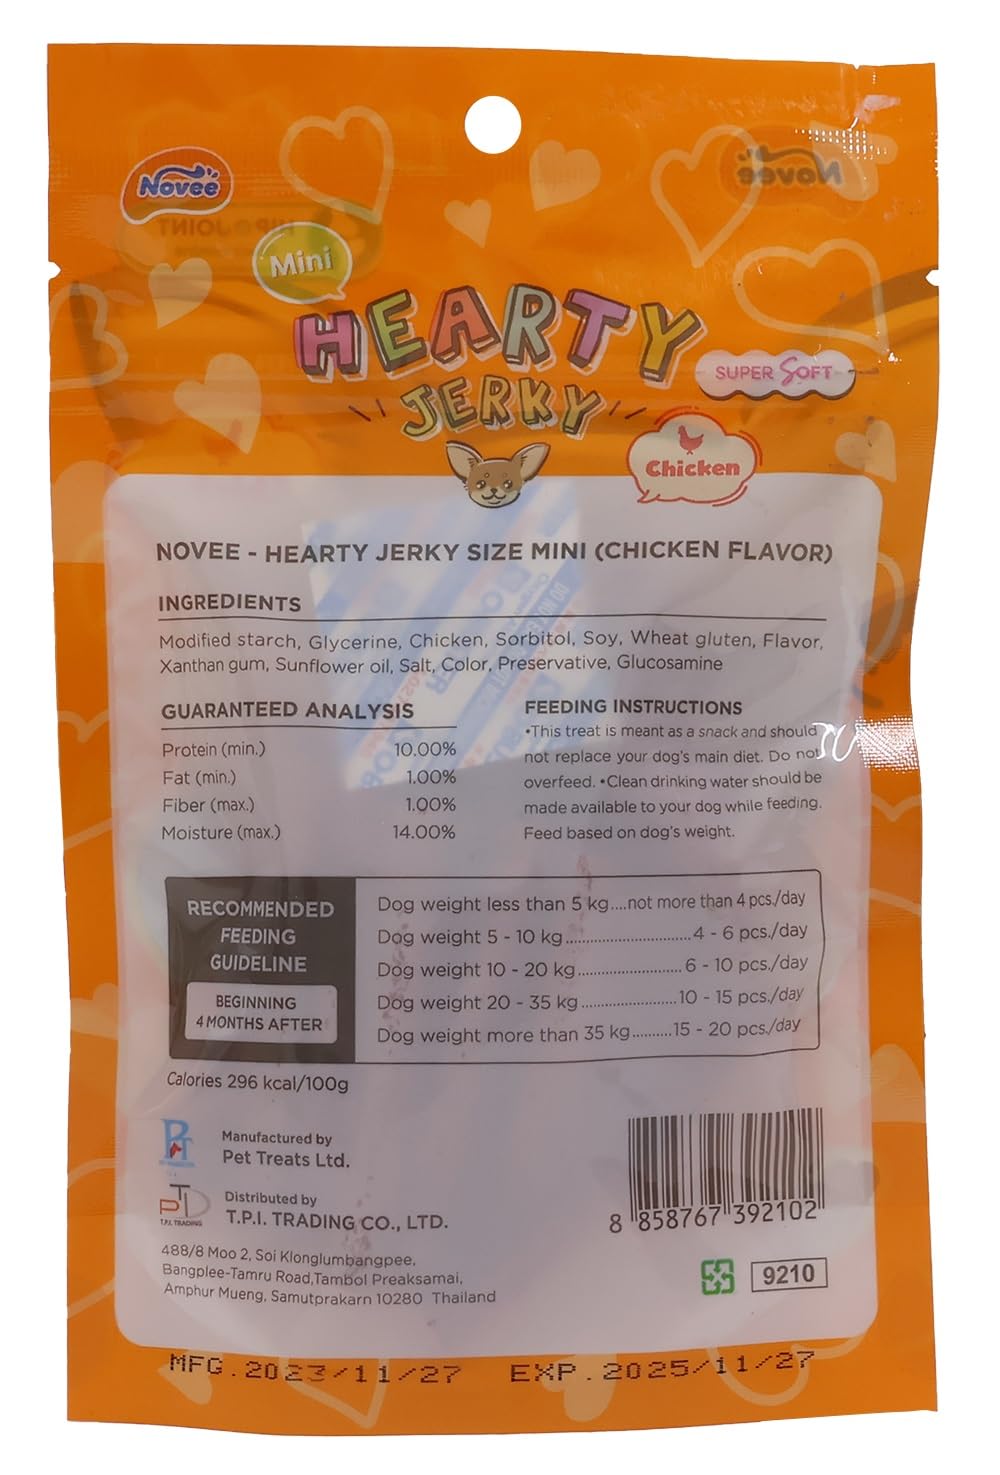 Novee
Mini
HEARTY
JERKY
SUPER SOFT
Chicken
NOVEE - HEARTY JERKY SIZE MINI (CHICKEN FLAVOR)
INGREDIENTS
Modified starch, Glycerine, Chicken, Sorbitol, Soy, Wheat gluten, Flavor,
Xanthan gum, Sunflower oil, Salt, Color, Preservative, Glucosamine
GUARANTEED ANALYSIS
Protein (min.) 10.00%
Fat (min.) 1.00%
Fiber (max.) 1.00%
Moisture (max.) 14.00%
FEEDING INSTRUCTIONS
•This treat is meant as a snack and should
not replace your dog's main diet. Do not
overfeed. •Clean drinking water should be
made available to your dog while feeding.
Feed based on dog's weight.
RECOMMENDED
FEEDING
GUIDELINE
BEGINNING
4 MONTHS AFTER
Dog weight less than 5 kg....not more than 4 pcs./day
Dog weight 5 - 10 kg..............................4 - 6 pcs./day
Dog weight 10 - 20 kg.........................6 - 10 pcs./day
Dog weight 20 - 35 kg.......................10 - 15 pcs./day
Dog weight more than 35 kg..........15 - 20 pcs./day
Calories 296 kcal/100g
PT
Manufactured by
Pet Treats Ltd.
PTD
T.P.I. TRADING
Distributed by
T.P.I. TRADING CO., LTD.
488/8 Moo 2, Soi Klonglumbangpee,
Bangplee-Tamru Road,Tambol Preaksamai,
Amphur Mueng, Samutprakarn 10280 Thailand
8 858767 392102
9210
MFG.2023/11/27 EXP.2025/11/27